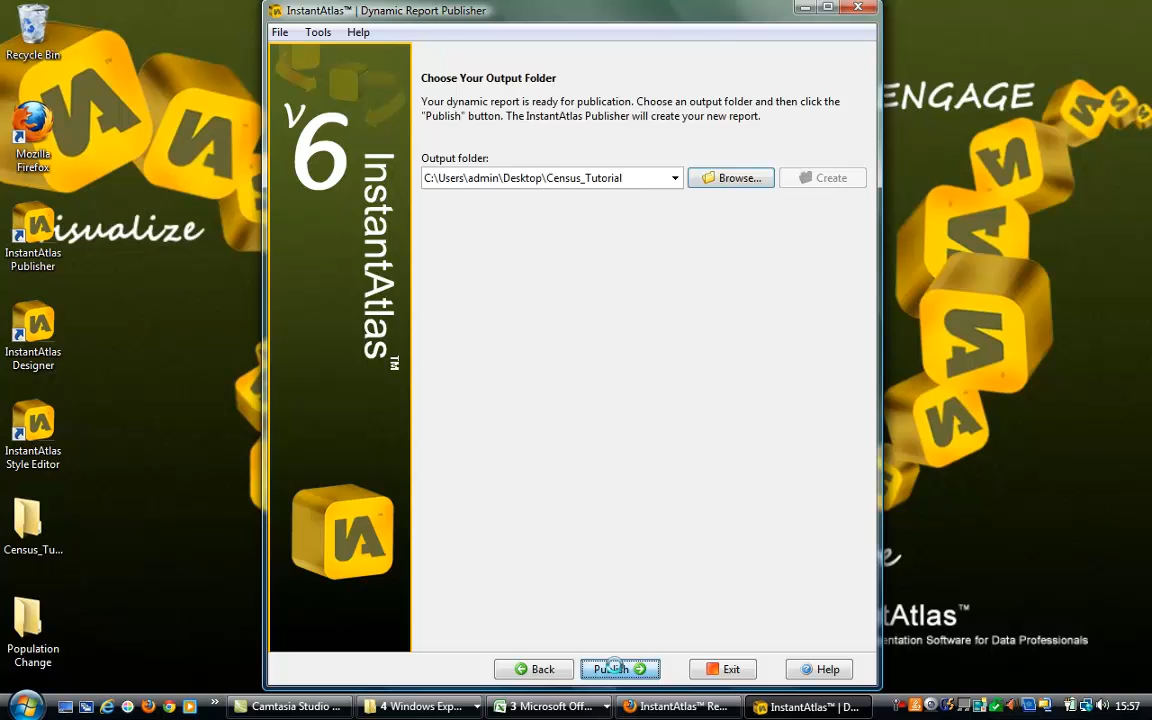 InstantAtlas™ | Dynamic Report Publisher
File Tools Help
Choose Your Output Folder
Your dynamic report is ready for publication. Choose an output folder and then click the
"Publish" button. The InstantAtlas Publisher will create your new report.
Output folder:
C:\Users\admin\Desktop\Census_Tutorial
Browse...
Create
v6
InstantAtlas™
Back
Publish
Exit
Help
Recycle Bin
Mozilla
Firefox
InstantAtlas
Publisher
InstantAtlas
Designer
InstantAtlas
Style Editor
Census_Tu...
Population
Change
isualize
ENGAGE
tAtlas™
entation Software for Data Professionals
Camtasia Studio ...
4 Windows Exp...
3 Microsoft Off...
InstantAtlas™ Re...
InstantAtlas™ | D...
15:57